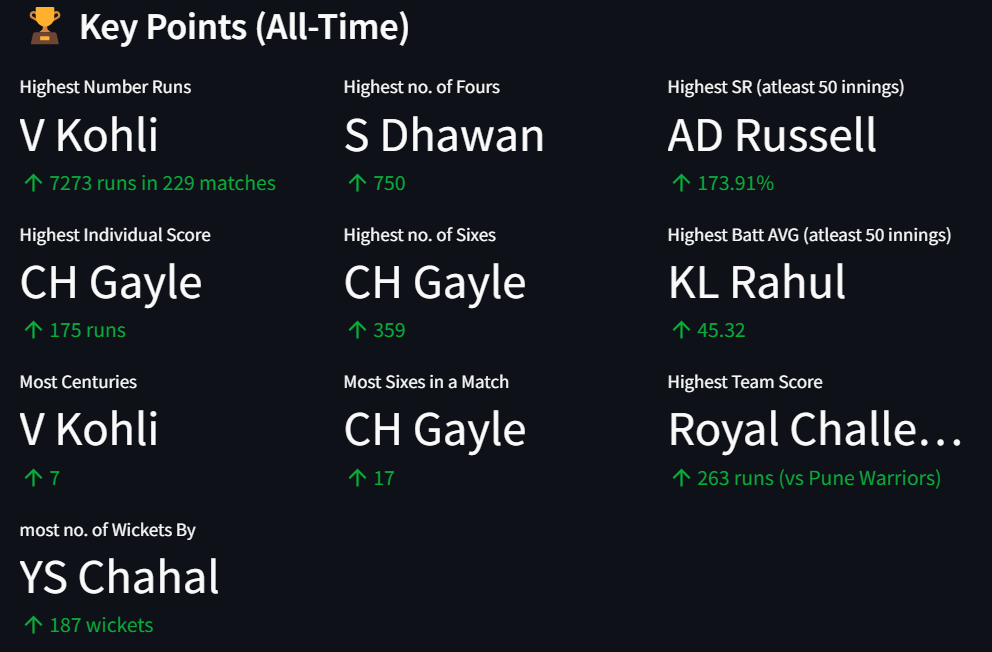 Key Points (All-Time)
Highest Number Runs
V Kohli
↑ 7273 runs in 229 matches
Highest no. of Fours
S Dhawan
↑ 750
Highest SR (atleast 50 innings)
AD Russell
↑ 173.91%
Highest Individual Score
CH Gayle
↑ 175 runs
Highest no. of Sixes
CH Gayle
↑ 359
Highest Batt AVG (atleast 50 innings)
KL Rahul
↑ 45.32
Most Centuries
V Kohli
↑ 7
Most Sixes in a Match
CH Gayle
↑ 17
Highest Team Score
Royal Challe...
↑ 263 runs (vs Pune Warriors)
most no. of Wickets By
YS Chahal
↑ 187 wickets